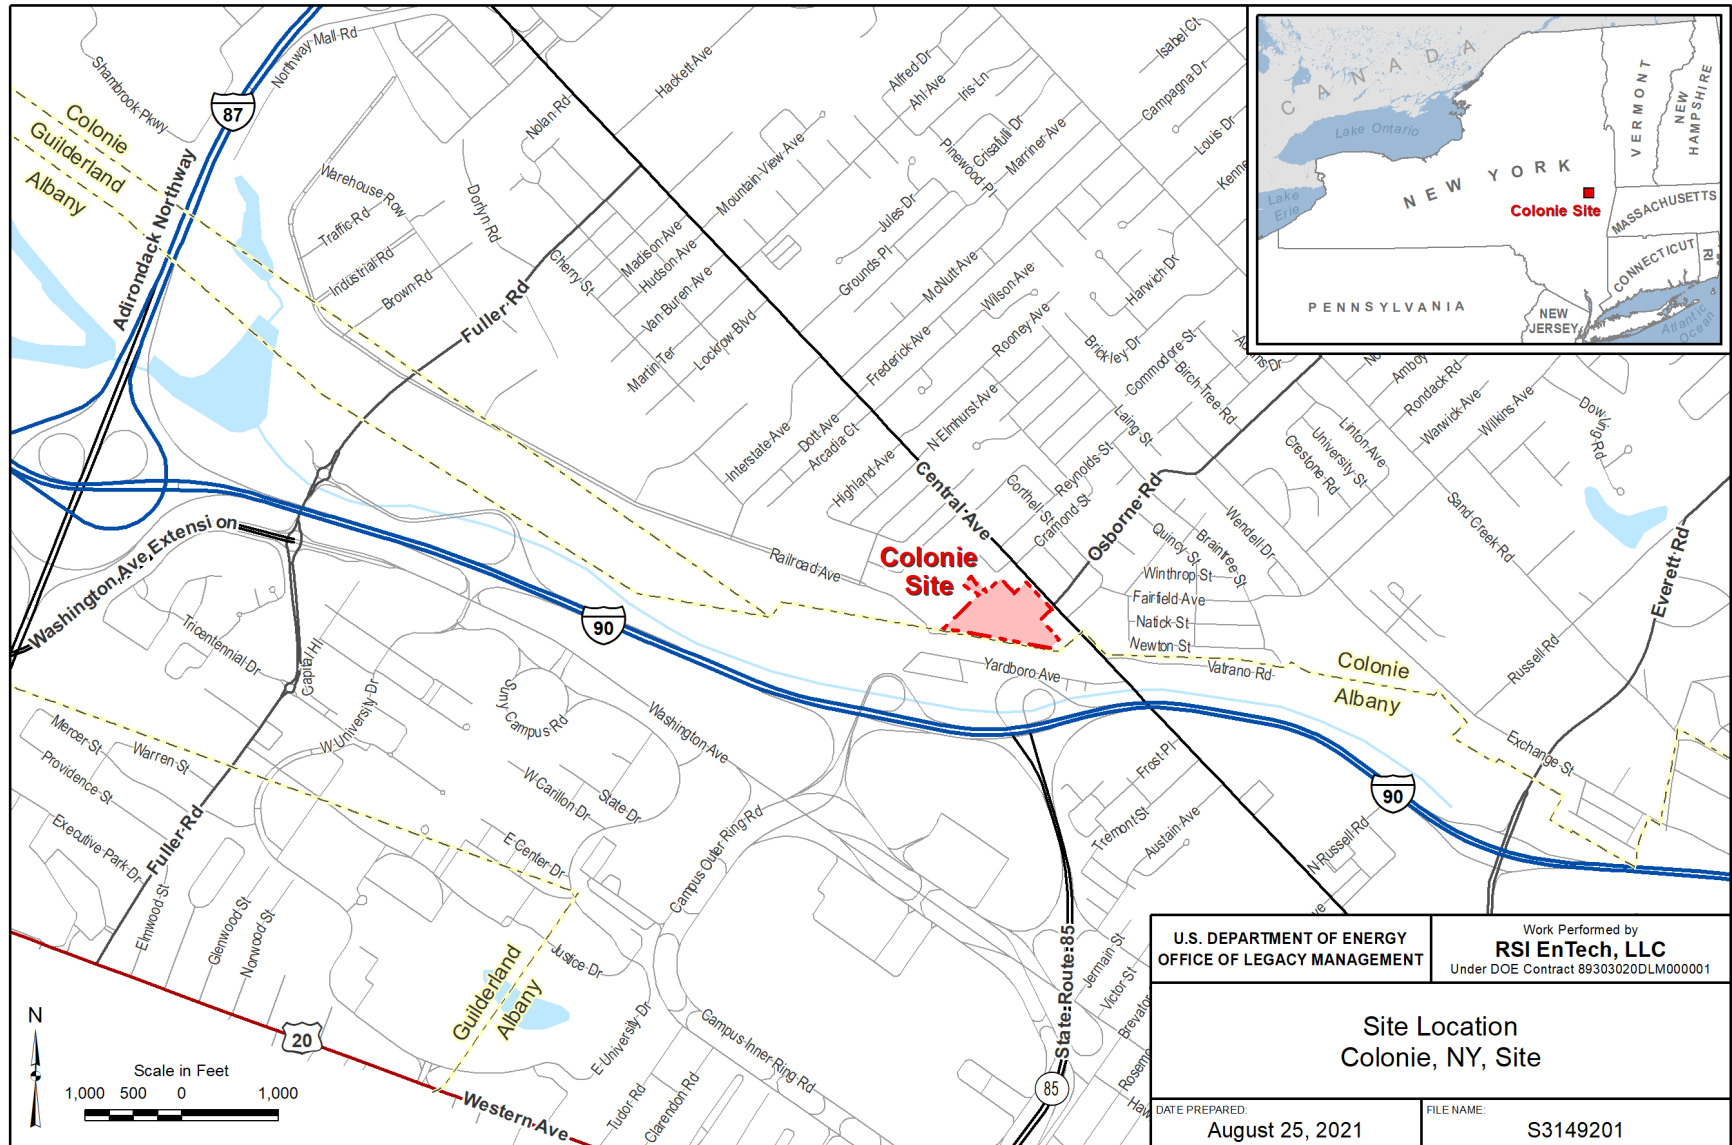 Shambrook Pkwy
87
Northway Mall Rd
Colonie
Guilderland
Albany
Adirondack Northway
Warehouse Row
Traffic Rd
Industrial Rd
Brown Rd
Dorlyn Rd
Nolan Rd
Hackett Ave
Fuller Rd
Cherry St
Madison Ave
Hudson Ave
Van Buren Ave
Martin Ter
Lockrow Blvd
Mountain View Ave
Alfred Dr
Ahl Ave
Iris Ln
Isabel Ct
Campagna Dr
Louis Dr
Kenne
Pinewood Pl
Crisafulli Dr
Marriner Ave
Jules Dr
Grounds Pl
McNutt Ave
Wilson Ave
Rooney Ave
Harwich Dr
Brickley Dr
Commodore St
Birch Tree Rd
Frederick Ave
N Elmhurst Ave
Interstate Ave
Dott Ave
Arcadia Ct
Highland Ave
Central Ave
Laing St
Reynolds St
Corthell St
Cramond St
Osborne Rd
Quincy St
Braintree St
Wendell Dr
Winthrop St
Fairfield Ave
Natick St
Newton St
Vatrano Rd
Crestone Rd
University St
Linton Ave
Amboy
Rondack Rd
Warwick Ave
Wilkins Ave
Dowling Rd
Sand Creek Rd
Everett Rd
Russell Rd
Exchange St
Colonie
Albany
Railroad Ave
Colonie
Site
Yardboro Ave
90
90
Washington Ave Extension
Tricentennial Dr
Capital Hl
W University Dr
Suny Campus Rd
Washington Ave
Mercer St
Warren St
Providence St
Executive Park Dr
Fuller Rd
W Carillon Dr
State Dr
E Center Dr
Campus Outer Ring Rd
Elmwood St
Glenwood St
Norwood St
Justice Dr
Guilderland
Albany
E University Dr
Campus Inner Ring Rd
Tudor Rd
Clarendon Rd
Western Ave
20
State Route 85
85
Frost Pl
Tremont St
Austain Ave
N Russell Rd
ve
Jermain St
Victor St
Brevator
Rosemo
Haw
N
Scale in Feet
1,000 500 0 1,000
CANADA
Lake Ontario
Lake
Erie
NEW YORK
Colonie Site
VERMONT
NEW
HAMPSHIRE
MASSACHUSETTS
CONNECTICUT
RI
PENNSYLVANIA
NEW
JERSEY
Atlantic
Ocean
U.S. DEPARTMENT OF ENERGY
OFFICE OF LEGACY MANAGEMENT
Work Performed by
RSI EnTech, LLC
Under DOE Contract 89303020DLM000001
Site Location
Colonie, NY, Site
DATE PREPARED:
August 25, 2021
FILE NAME:
S3149201